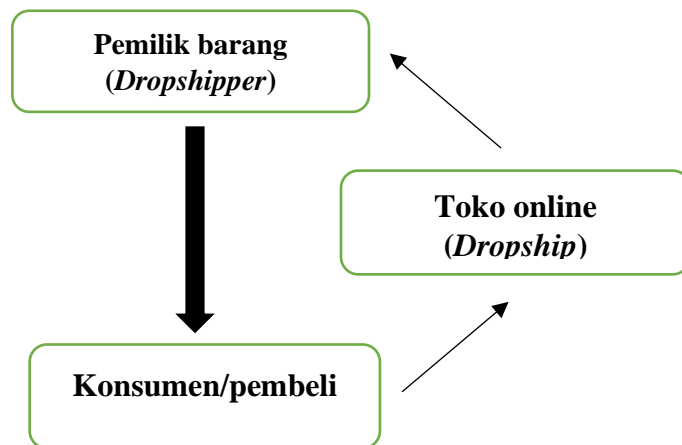 Pemilik barang
(Dropshipper)
Toko online
(Dropship)
Konsumen/pembeli